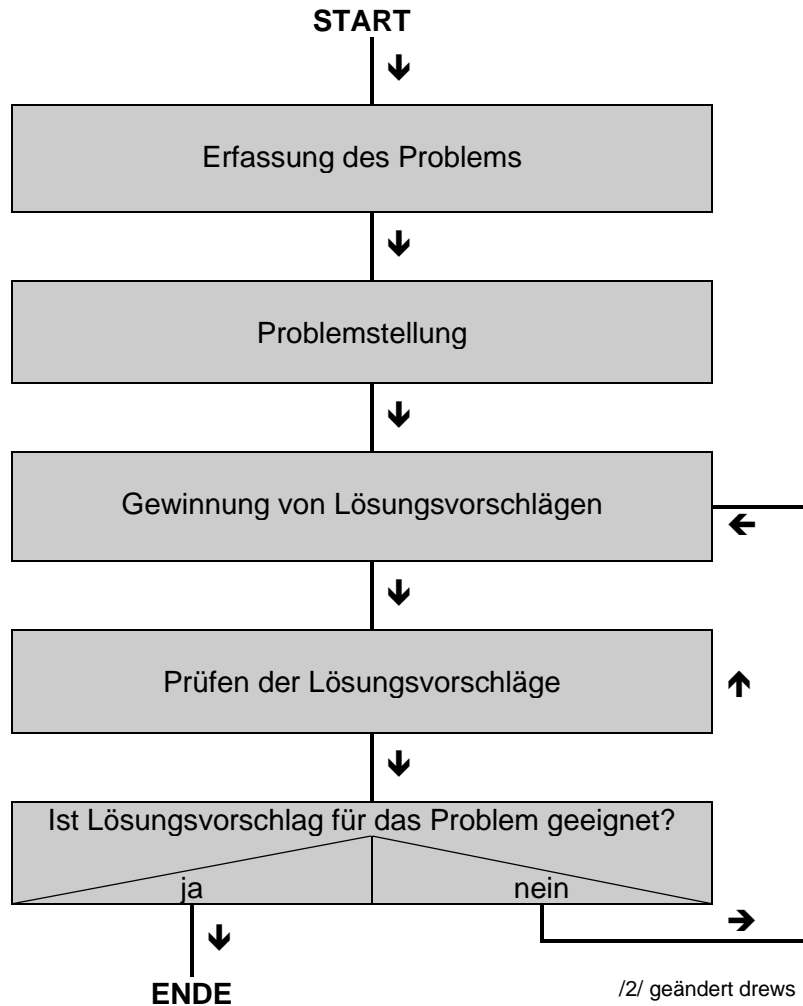 START
Erfassung des Problems
Problemstellung
Gewinnung von Lösungsvorschlägen
Prüfen der Lösungsvorschläge
Ist Lösungsvorschlag für das Problem geeignet?
ja nein
ENDE
/2/ geändert drews